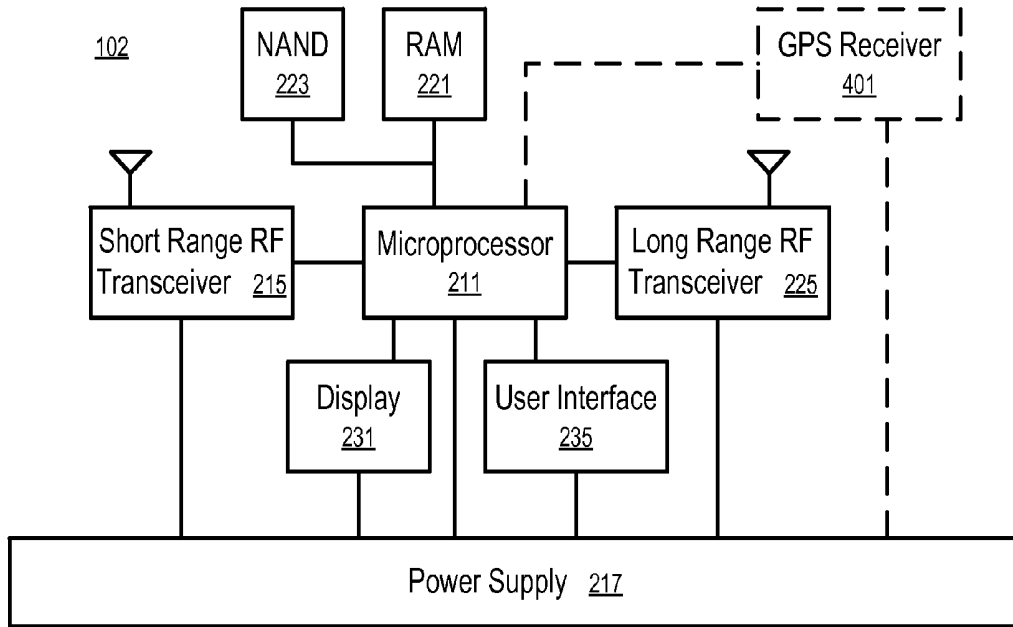 102
NAND
223
RAM
221
GPS Receiver
401
Short Range RF
Transceiver 215
Microprocessor
211
Long Range RF
Transceiver 225
Display
231
User Interface
235
Power Supply 217